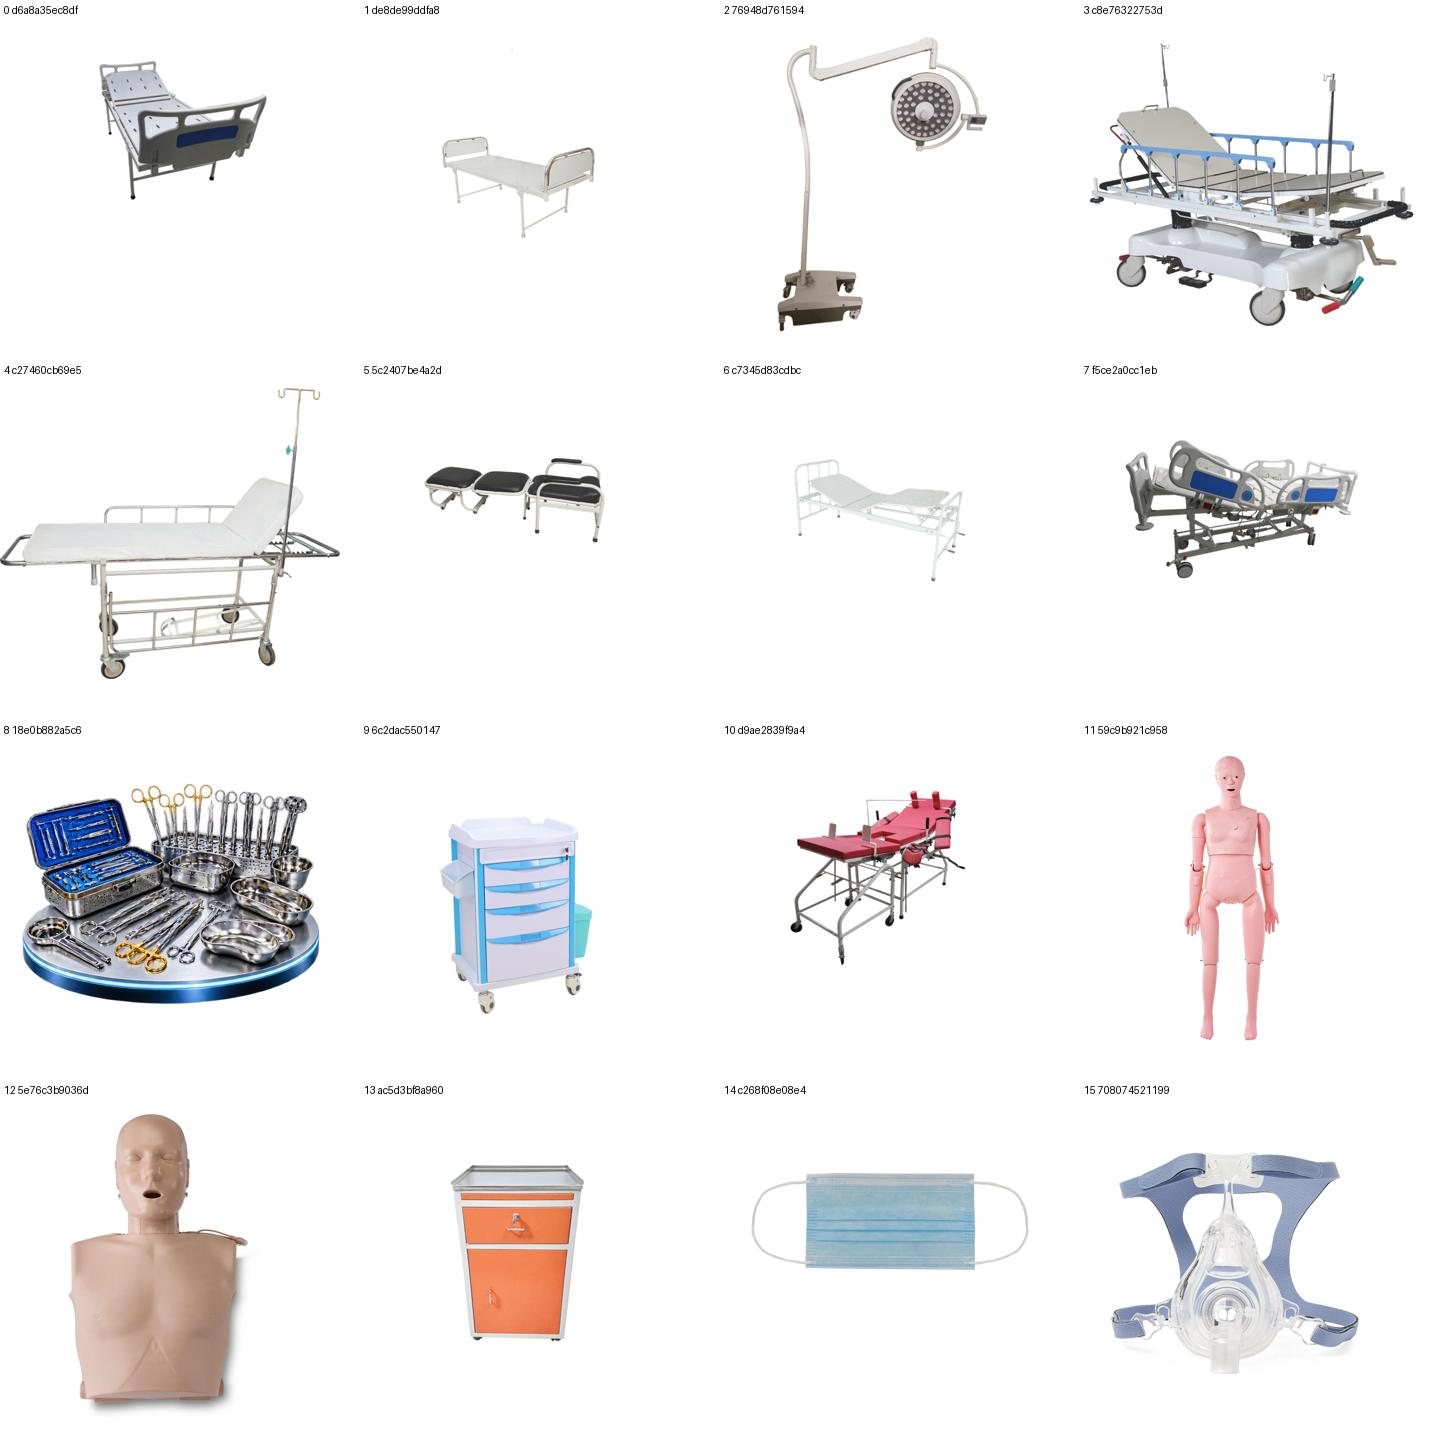 0 d6a8a35ec8df
1 de8de99ddfa8
2 76948d761594
3 c8e76322753d
4 c27460cb69e5
5 5c2407be4a2d
6 c7345d83cdbc
7 f5ce2a0cc1eb
8 18e0b882a5c6
9 6c2dac550147
10 d9ae2839f9a4
11 59c9b921c958
12 5e76c3b9036d
13 ac5d3bf8a960
14 c268f08e08e4
15 708074521199